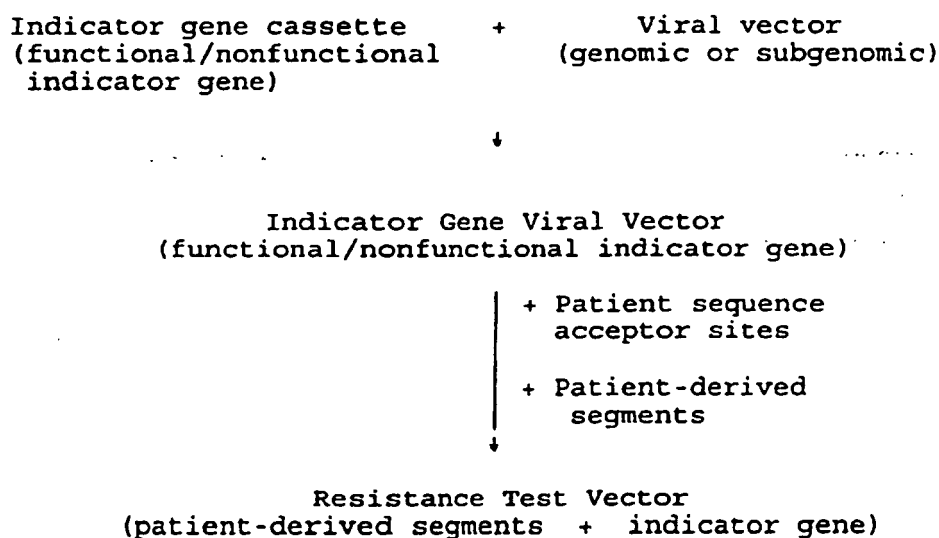 Indicator gene cassette + Viral vector
(functional/nonfunctional (genomic or subgenomic)
indicator gene)
Indicator Gene Viral Vector
(functional/nonfunctional indicator gene)
+ Patient sequence
acceptor sites
+ Patient-derived
segments
Resistance Test Vector
(patient-derived segments + indicator gene)